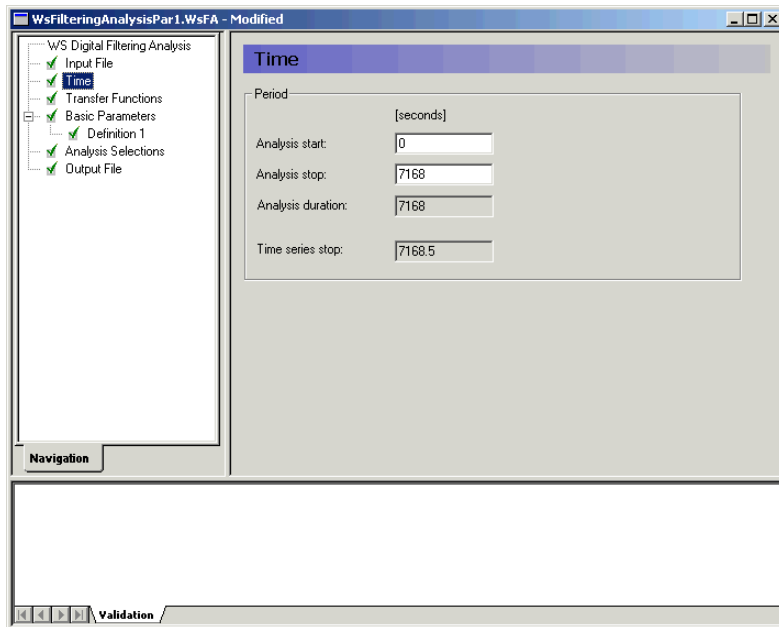 WsFilteringAnalysisPar1.WsFA - Modified
WS Digital Filtering Analysis
Input File
Time
Transfer Functions
Basic Parameters
Definition 1
Analysis Selections
Output File
Navigation
Time
Period
[seconds]
Analysis start: 0
Analysis stop: 7168
Analysis duration: 7168
Time series stop: 7168.5
Validation